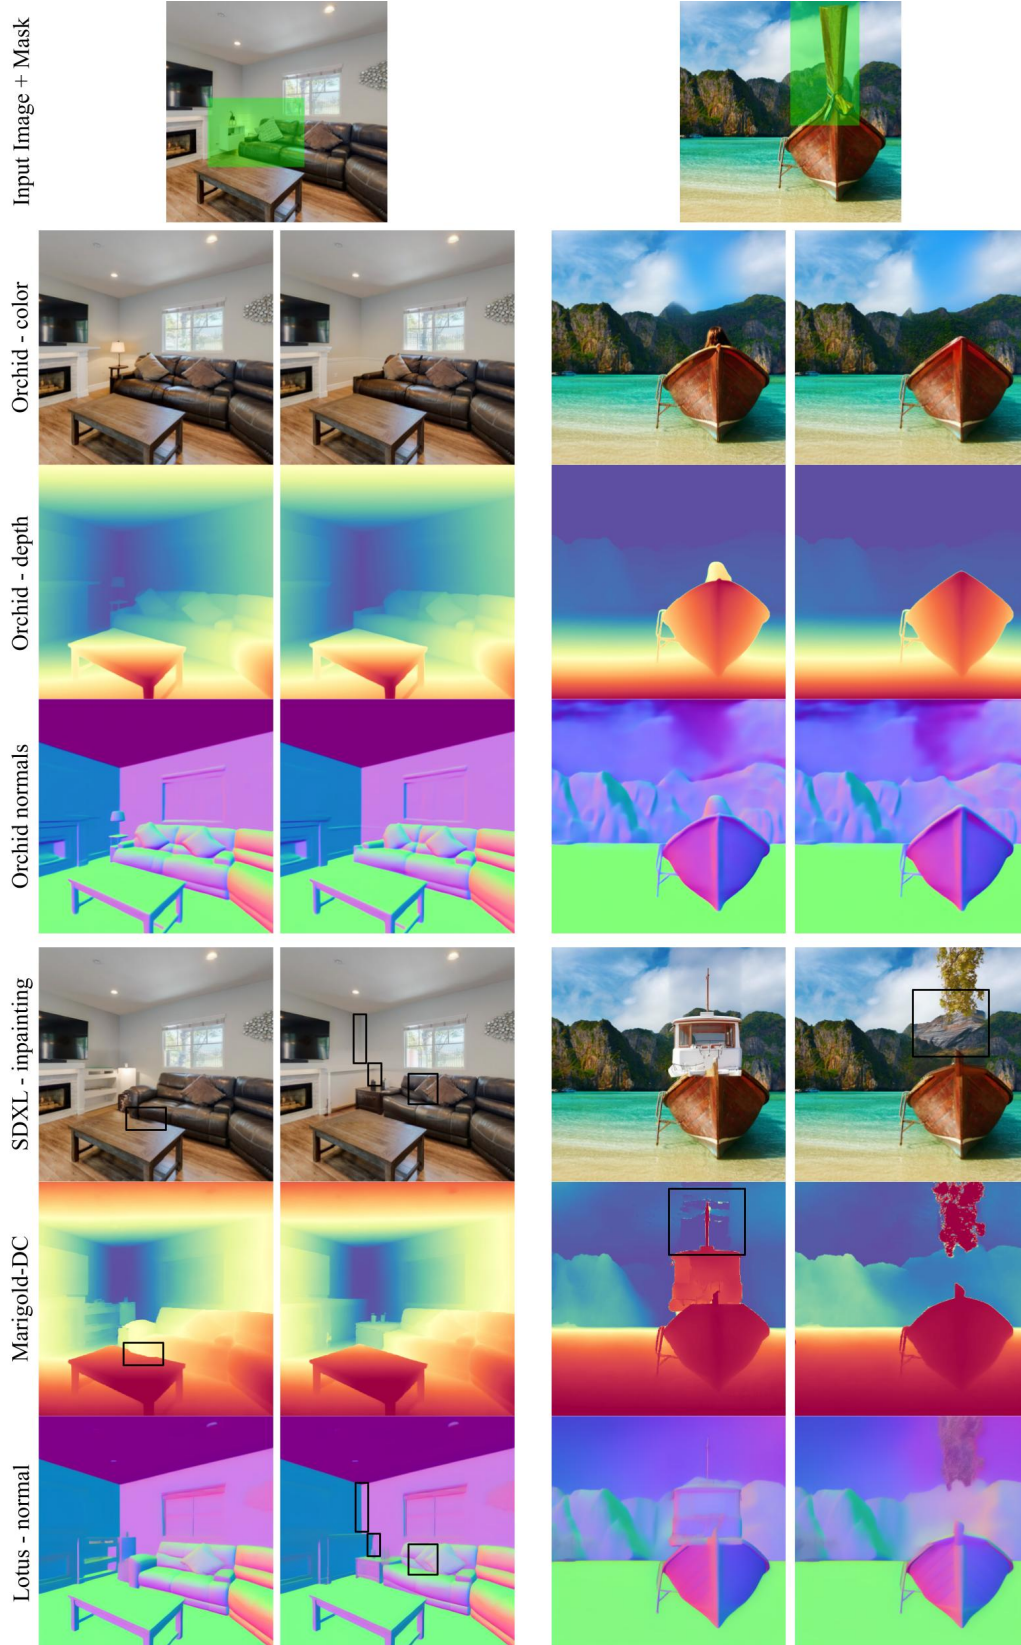 Input Image + Mask
Orchid - color
Orchid - depth
Orchid normals
SDXL - inpainting
Marigold-DC
Lotus - normal